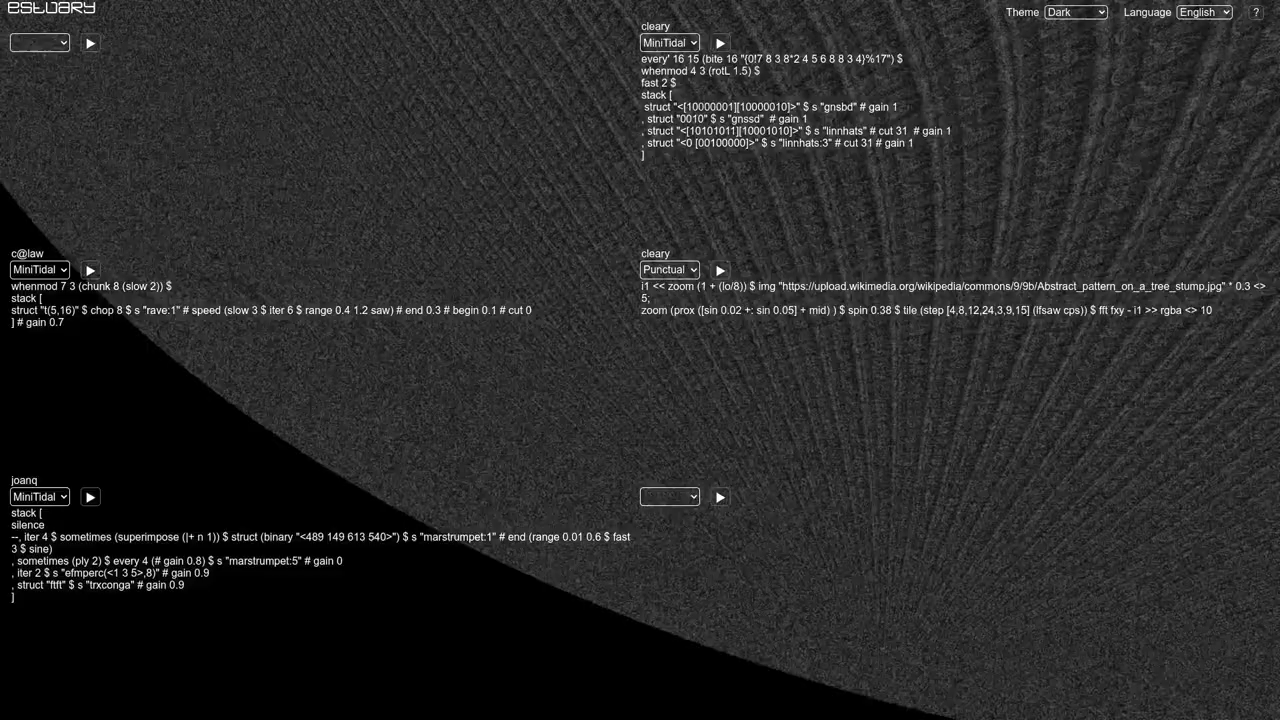 estuary
Theme Dark Language English ?
cleary
MiniTidal
every' 16 15 (bite 16 "{0!7 8 3 8*2 4 5 6 8 8 3 4}%17") $
whenmod 4 3 (rotL 1.5) $
fast 2 $
stack [
struct "<[10000001][10000010]>" $ s "gnsbd" # gain 1
, struct "0010" $ s "gnssd" # gain 1
, struct "<[10101011][10001010]>" $ s "linnhats" # cut 31 # gain 1
, struct "<0 [00100000]>" $ s "linnhats:3" # cut 31 # gain 1
]
c@law
MiniTidal
whenmod 7 3 (chunk 8 (slow 2)) $
stack [
struct "t(5,16)" $ chop 8 $ s "rave:1" # speed (slow 3 $ iter 6 $ range 0.4 1.2 saw) # end 0.3 # begin 0.1 # cut 0
] # gain 0.7
cleary
Punctual
i1 << zoom (1 + (lo/8)) $ img "https://upload.wikimedia.org/wikipedia/commons/9/9b/Abstract_pattern_on_a_tree_stump.jpg" * 0.3 <>
5;
zoom (prox ([sin 0.02 +: sin 0.05] + mid) ) $ spin 0.38 $ tile (step [4,8,12,24,3,9,15] (lfsaw cps)) $ fft fxy - i1 >> rgba <> 10
joanq
MiniTidal
stack [
silence
--, iter 4 $ sometimes (superimpose (|+ n 1)) $ struct (binary "<489 149 613 540>") $ s "marstrumpet:1" # end (range 0.01 0.6 $ fast
3 $ sine)
, sometimes (ply 2) $ every 4 (# gain 0.8) $ s "marstrumpet:5" # gain 0
, iter 2 $ s "efmperc(<1 3 5>,8)" # gain 0.9
, struct "ftft" $ s "trxconga" # gain 0.9
]